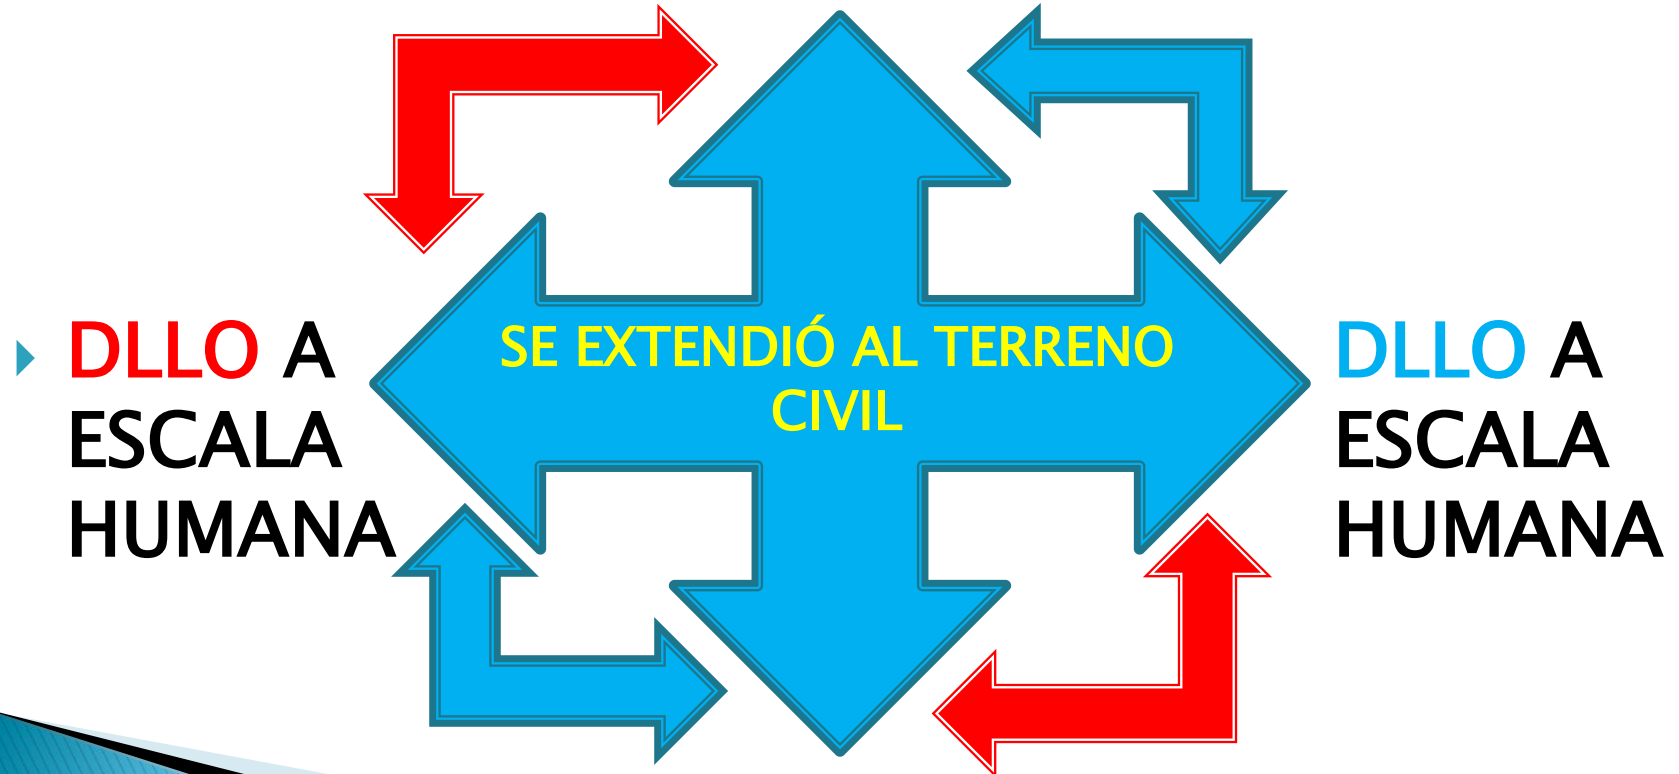 DLLO A
ESCALA
HUMANA
SE EXTENDIÓ AL TERRENO
CIVIL
DLLO A
ESCALA
HUMANA